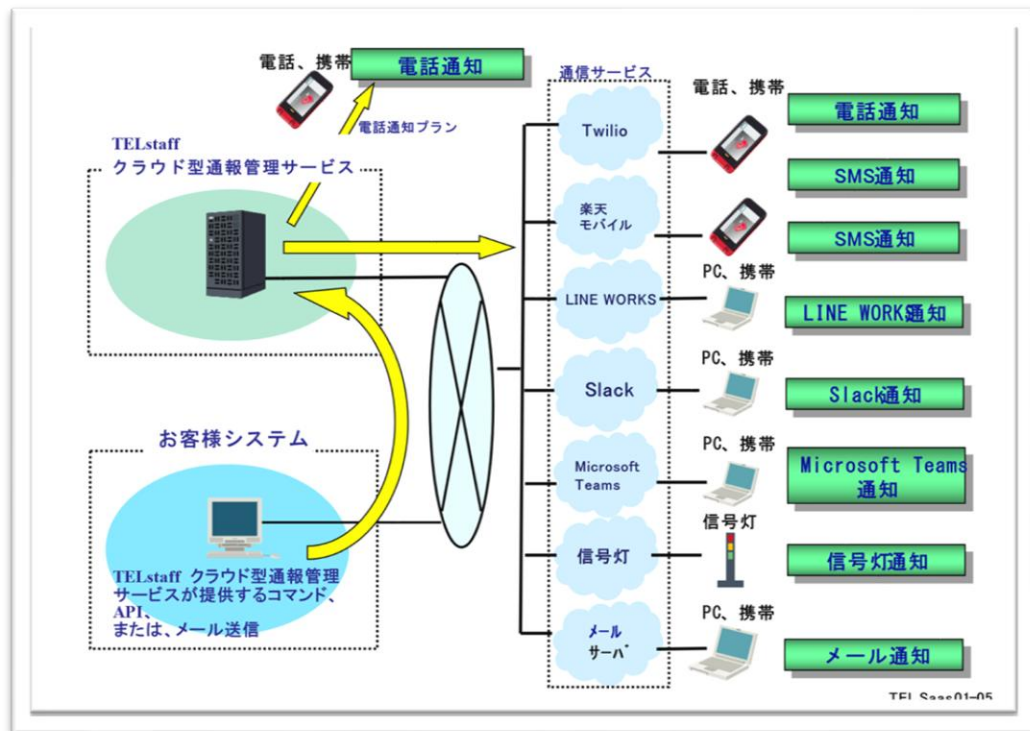 電話、携帯
電話通知
電話通知プラン
TELstaff
クラウド型通報管理サービス
お客様システム
TELstaff クラウド型通報管理
サービスが提供するコマンド、
API、
または、メール送信
通信サービス
Twilio
楽天
モバイル
LINE WORKS
Slack
Microsoft
Teams
信号灯
メール
サーバ
電話、携帯
電話通知
SMS通知
SMS通知
PC、携帯
LINE WORKS通知
PC、携帯
Slack通知
PC、携帯
Microsoft Teams
通知
信号灯
信号灯通知
PC、携帯
メール通知
TELSaas01-05